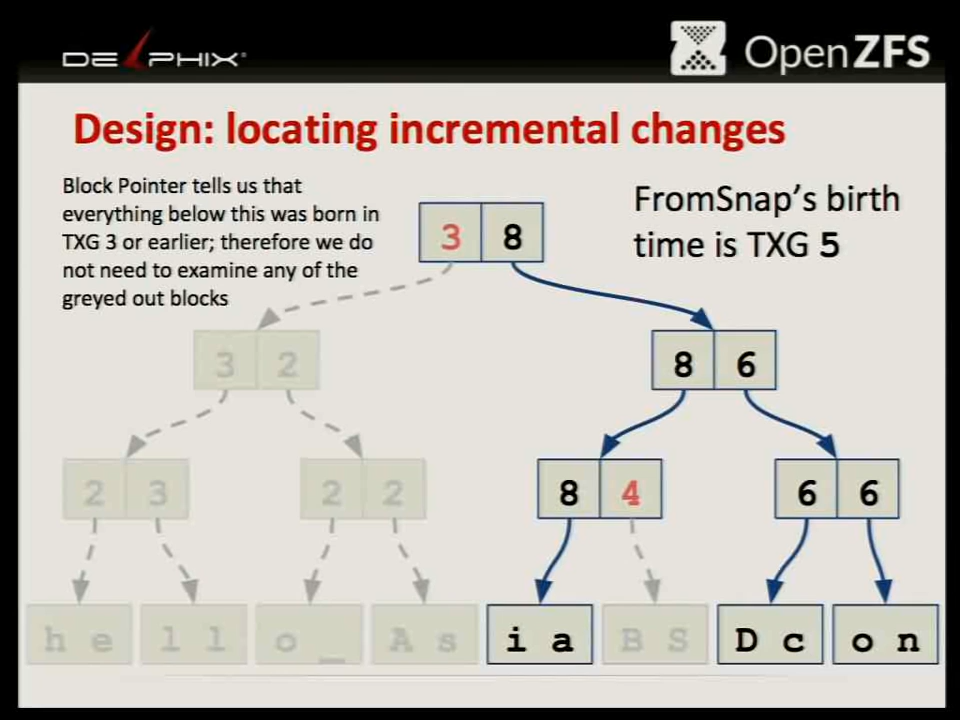 DELPHIX
OpenZFS
Design: locating incremental changes
Block Pointer tells us that
everything below this was born in
TXG 3 or earlier; therefore we do
not need to examine any of the
greyed out blocks
FromSnap's birth
time is TXG 5
3 8
3 2
8 6
2 3
2 2
8 4
6 6
h e
l l
o _
A s
i a
B S
D c
o n